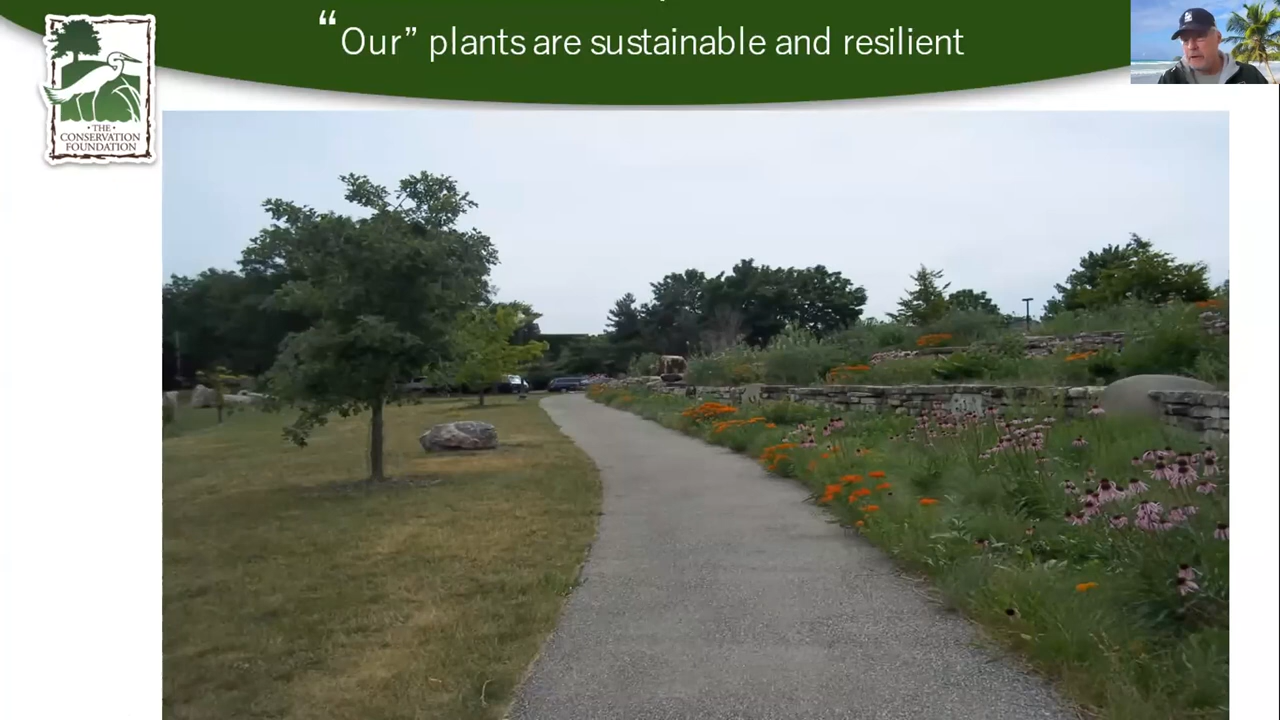 “Our” plants are sustainable and resilient
• THE •
CONSERVATION
FOUNDATION